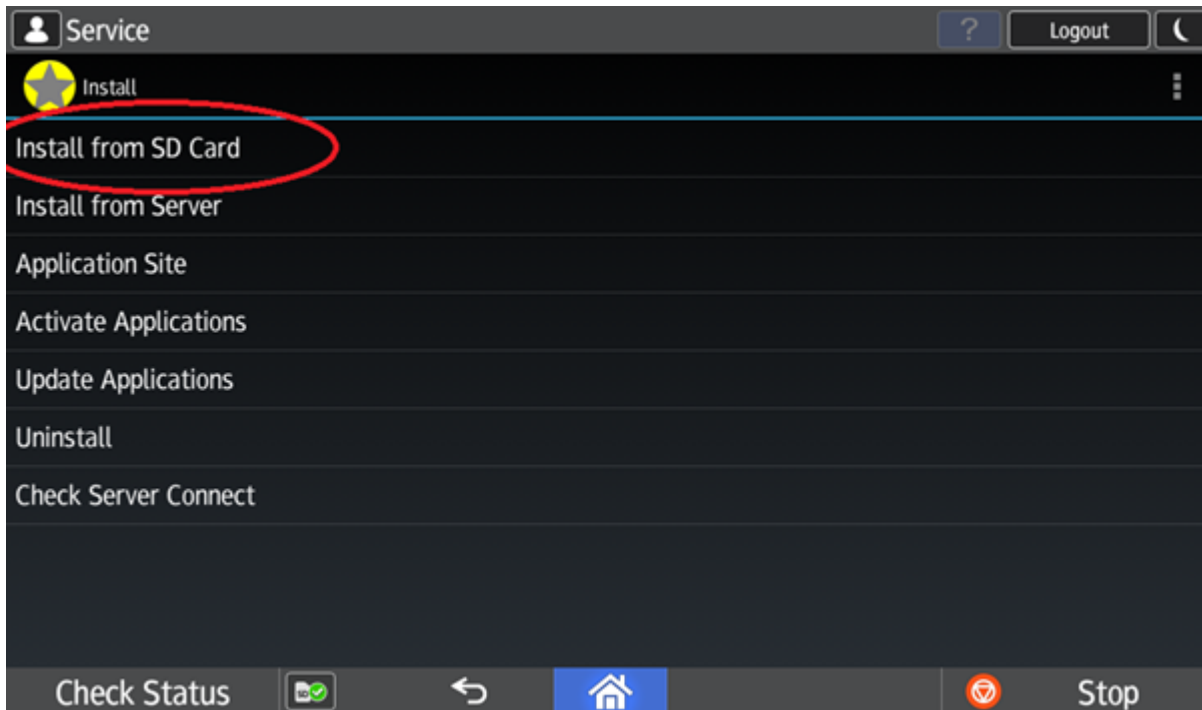 Service
?
Logout
Install
Install from SD Card
Install from Server
Application Site
Activate Applications
Update Applications
Uninstall
Check Server Connect
Check Status
Stop